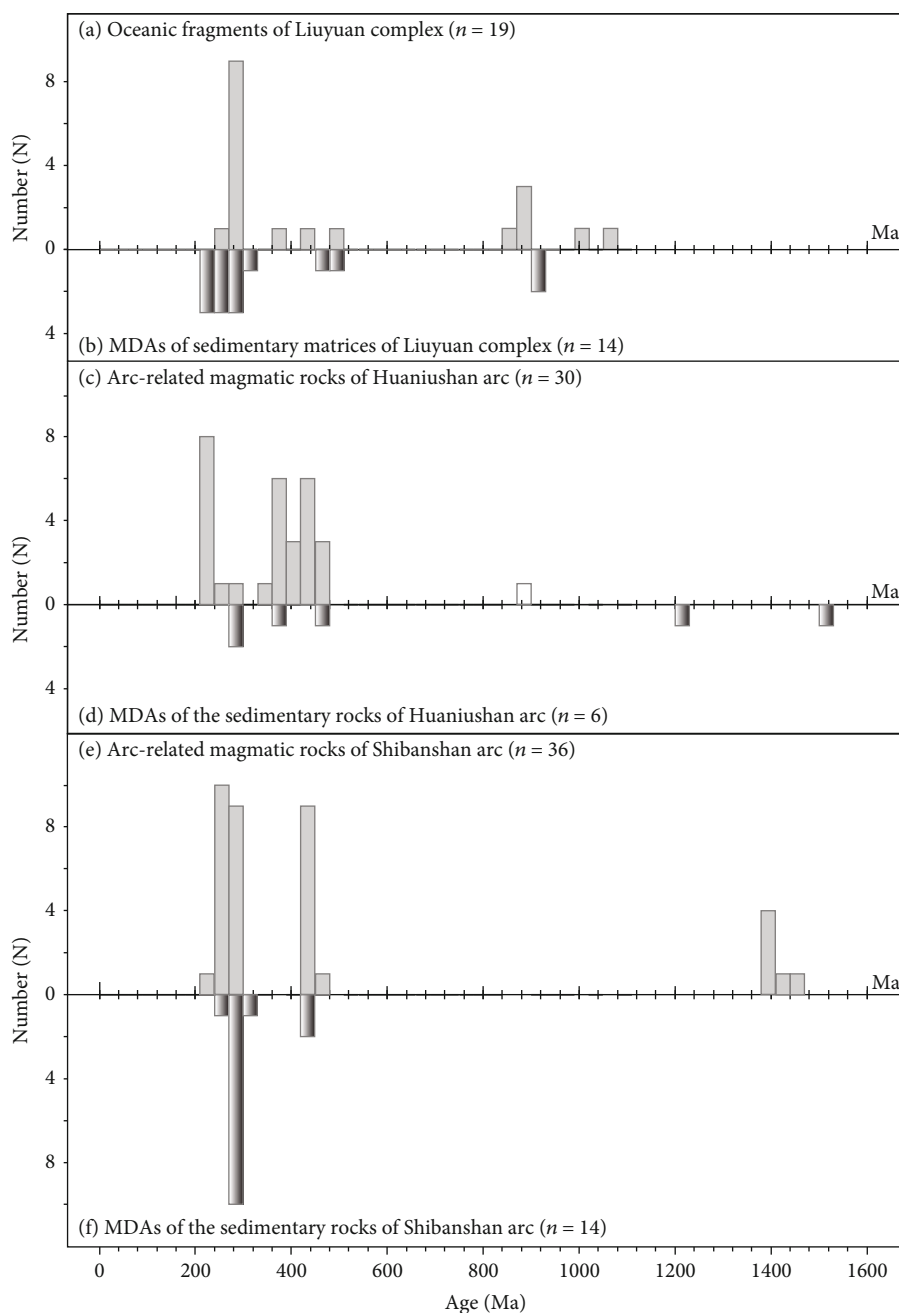 (a) Oceanic fragments of Liuyuan complex (n = 19)
8
4
0
4
Number (N)
Ma
(b) MDAs of sedimentary matrices of Liuyuan complex (n = 14)
(c) Arc-related magmatic rocks of Huaniushan arc (n = 30)
8
4
0
4
Number (N)
Ma
(d) MDAs of the sedimentary rocks of Huaniushan arc (n = 6)
(e) Arc-related magmatic rocks of Shibanshan arc (n = 36)
8
4
0
4
8
Number (N)
Ma
(f) MDAs of the sedimentary rocks of Shibanshan arc (n = 14)
0 200 400 600 800 1000 1200 1400 1600
Age (Ma)